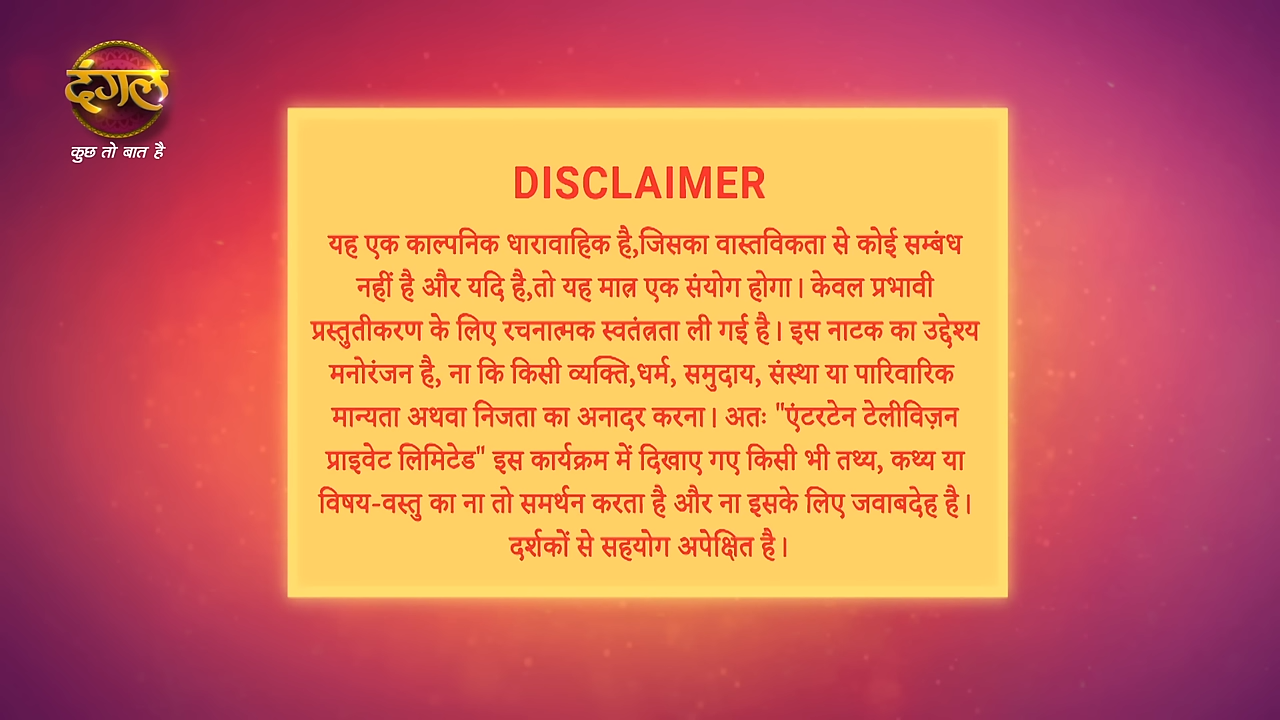 दंगल
कुछ तो बात है
DISCLAIMER
यह एक काल्पनिक धारावाहिक है,जिसका वास्तविकता से कोई सम्बंध
नहीं है और यदि है,तो यह मात्र एक संयोग होगा। केवल प्रभावी
प्रस्तुतीकरण के लिए रचनात्मक स्वतंत्रता ली गई है। इस नाटक का उद्देश्य
मनोरंजन है, ना कि किसी व्यक्ति,धर्म, समुदाय, संस्था या पारिवारिक
मान्यता अथवा निजता का अनादर करना। अतः "एंटरटेन टेलीविज़न
प्राइवेट लिमिटेड" इस कार्यक्रम में दिखाए गए किसी भी तथ्य, कथ्य या
विषय-वस्तु का ना तो समर्थन करता है और ना इसके लिए जवाबदेह है।
दर्शकों से सहयोग अपेक्षित है।